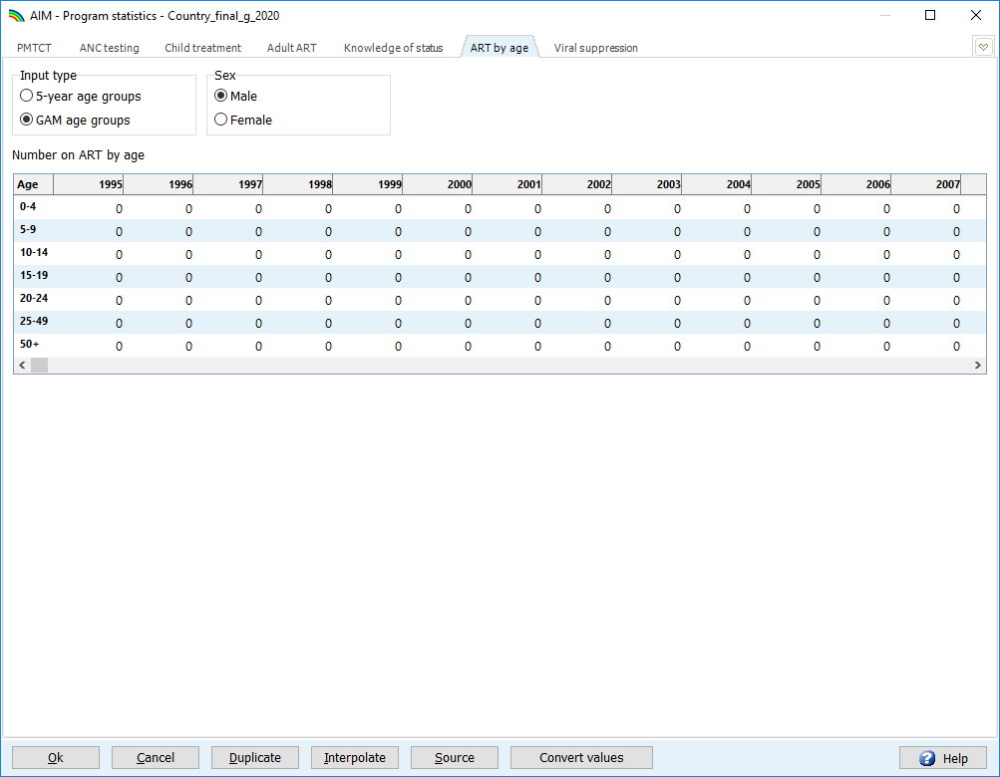 AIM - Program statistics - Country_final_g_2020
PMTCT ANC testing Child treatment Adult ART Knowledge of status ART by age Viral suppression
Input type Sex
5-year age groups Male
GAM age groups Female
Number on ART by age
Age 1995 1996 1997 1998 1999 2000 2001 2002 2003 2004 2005 2006 2007
0-4 0 0 0 0 0 0 0 0 0 0 0 0 0
5-9 0 0 0 0 0 0 0 0 0 0 0 0 0
10-14 0 0 0 0 0 0 0 0 0 0 0 0 0
15-19 0 0 0 0 0 0 0 0 0 0 0 0 0
20-24 0 0 0 0 0 0 0 0 0 0 0 0 0
25-49 0 0 0 0 0 0 0 0 0 0 0 0 0
50+ 0 0 0 0 0 0 0 0 0 0 0 0 0
Ok Cancel Duplicate Interpolate Source Convert values ? Help